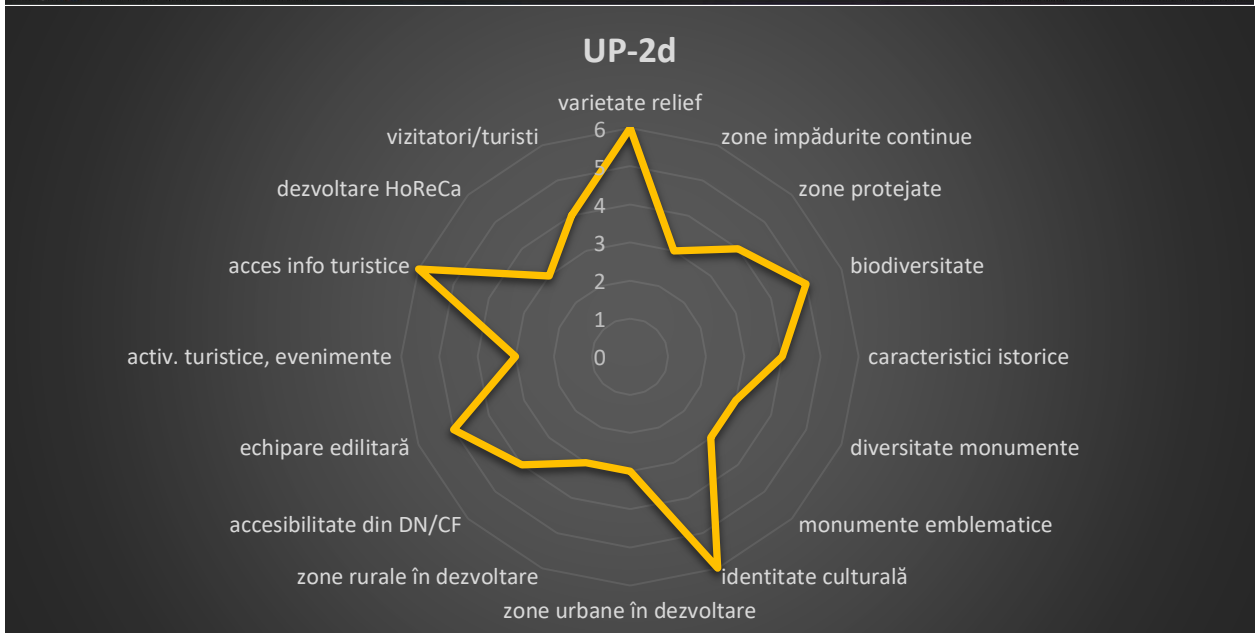 UP-2d
varietate relief
zone impădurite continue
zone protejate
biodiversitate
caracteristici istorice
diversitate monumente
monumente emblematice
identitate culturală
zone urbane în dezvoltare
zone rurale în dezvoltare
accesibilitate din DN/CF
echipare edilitară
activ. turistice, evenimente
acces info turistice
dezvoltare HoReCa
vizitatori/turisti
6
5
4
3
2
1
0